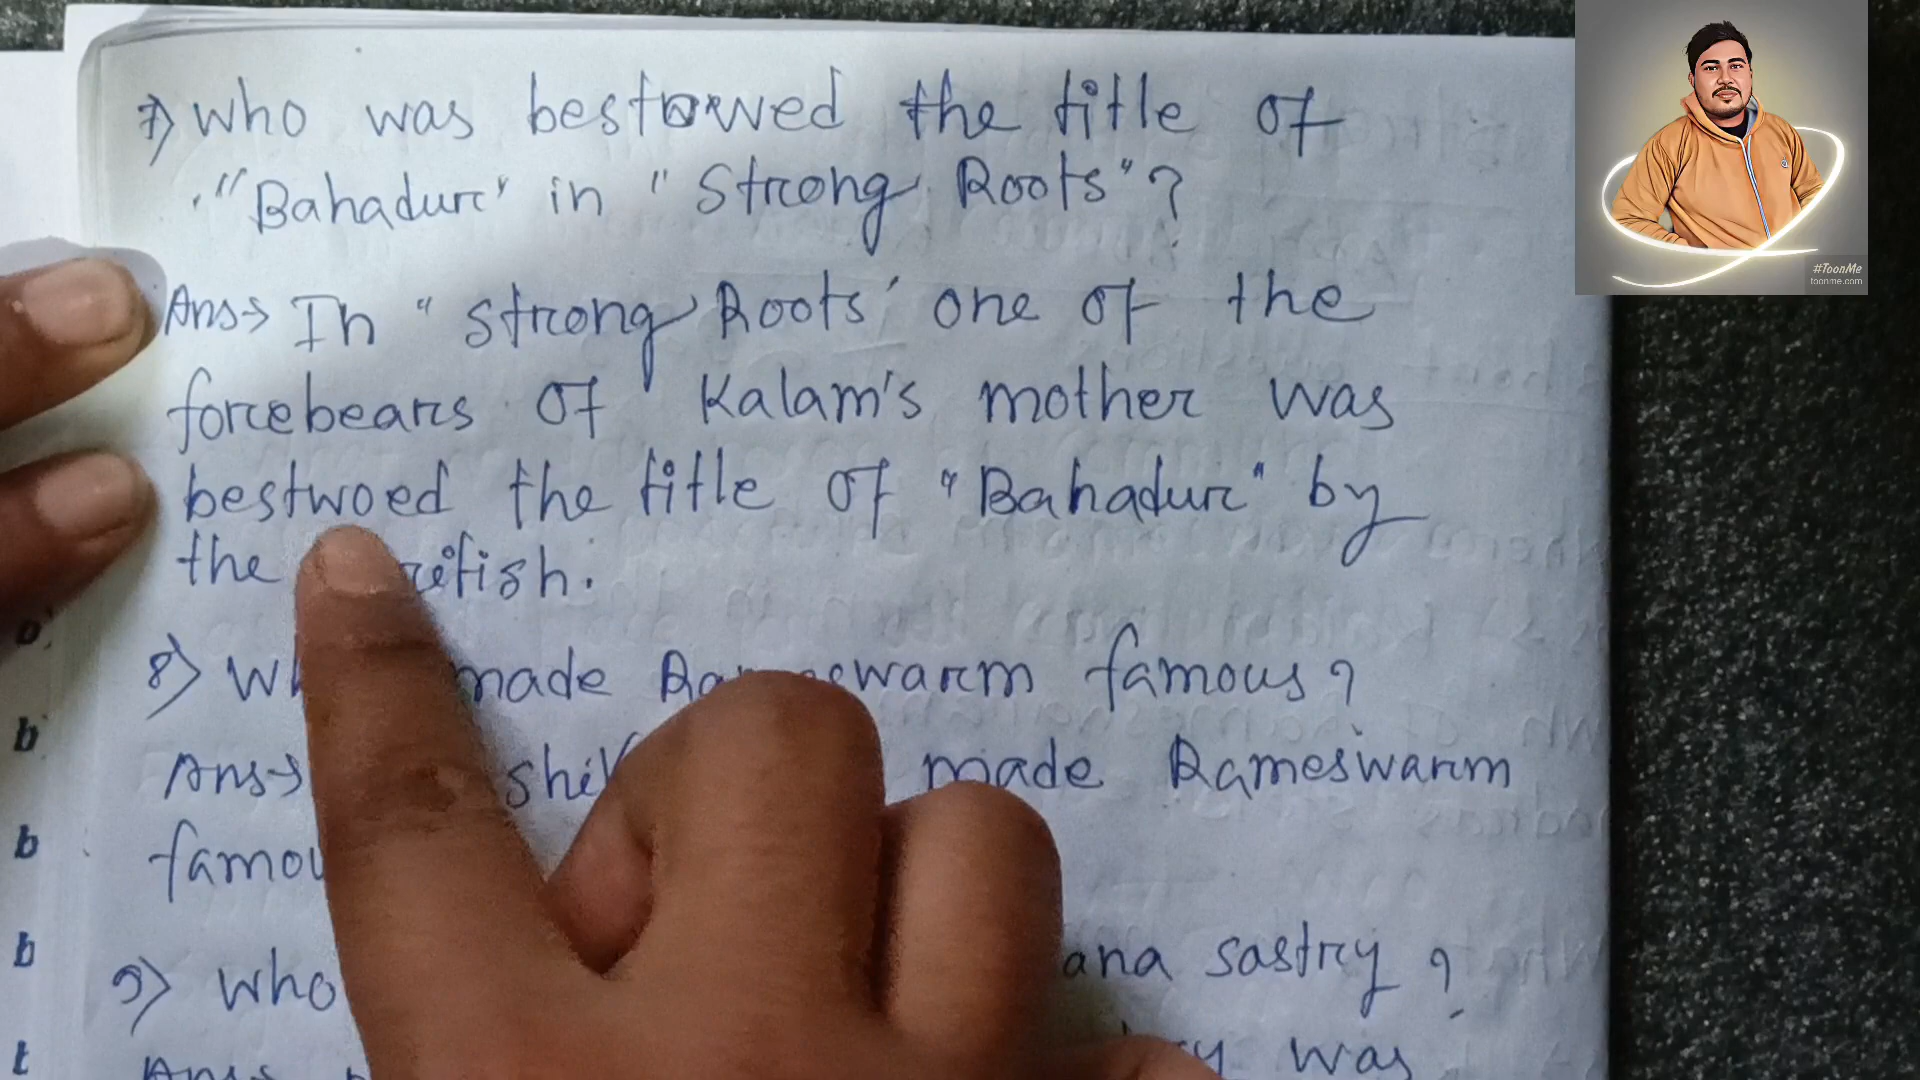 7) Who was bestowed the title of
"Bahadur" in "Strong Roots"?
Ans→ In "Strong Roots' one of the
forebears of Kalam's mother was
bestwoed the title of "Bahadur" by
the
8) made famous?
Ans→ made Rameswarm
9) Who sastry?
was
#ToonMe
toonme.com
b
b
b
b
t